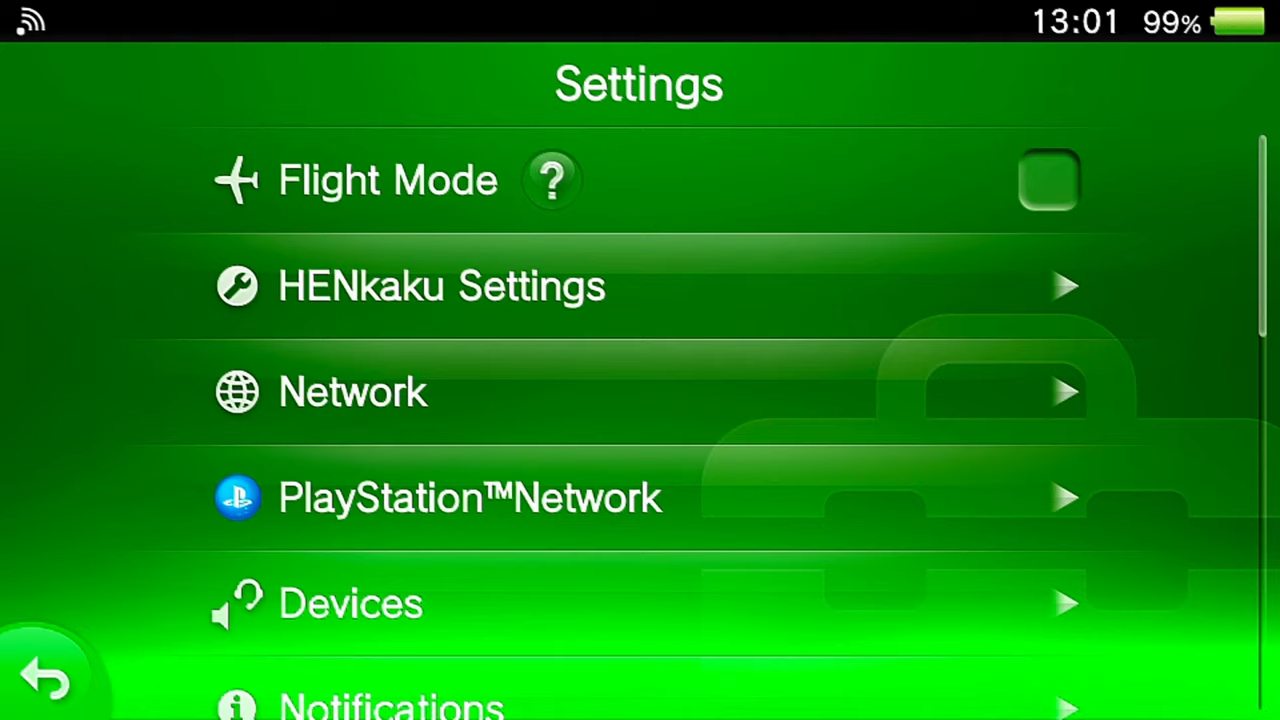 13:01 99%
Settings
Flight Mode ?
HENkaku Settings
Network
PlayStation™Network
Devices
Notifications